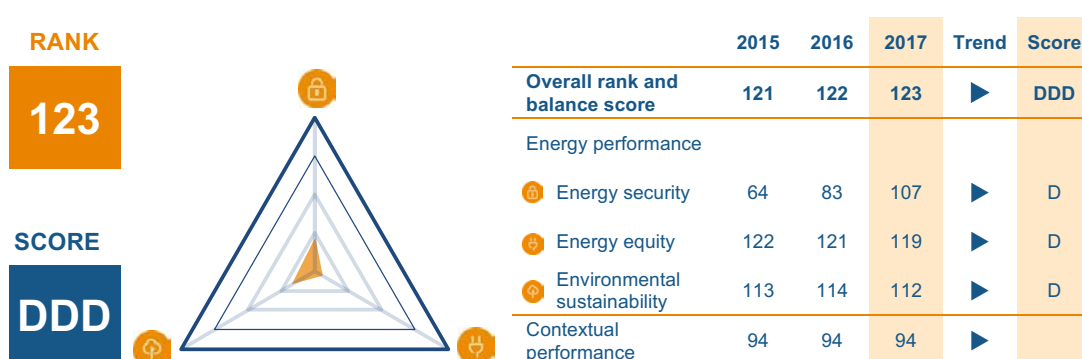 RANK
123
SCORE
DDD
2015 2016 2017 Trend Score
Overall rank and
balance score 121 122 123 DDD
Energy performance
Energy security 64 83 107 D
Energy equity 122 121 119 D
Environmental
sustainability 113 114 112 D
Contextual
performance 94 94 94